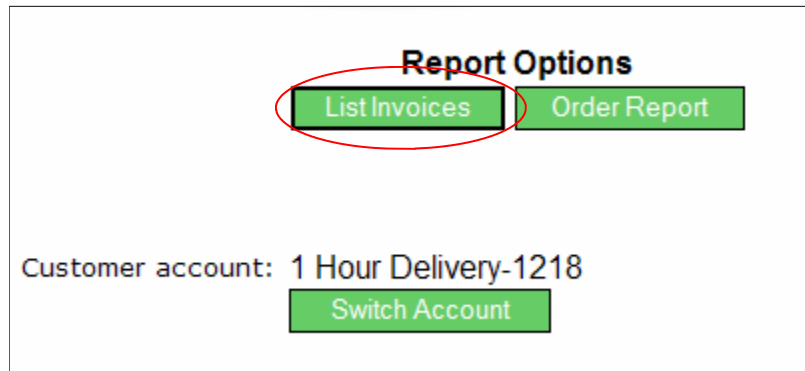 Report Options
List Invoices Order Report
Customer account: 1 Hour Delivery-1218
Switch Account